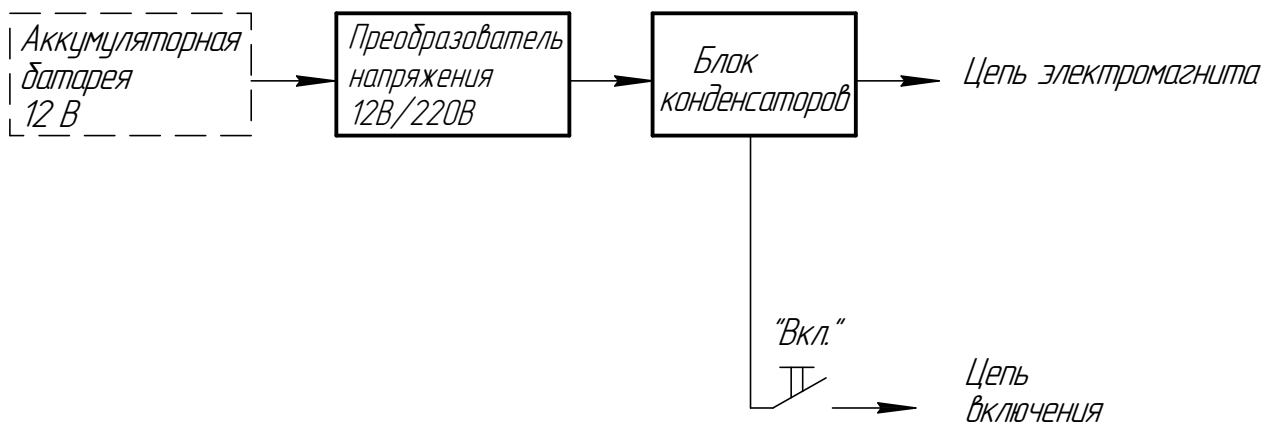 Аккумуляторная
батарея
12 В
Преобразователь
напряжения
12В/220В
Блок
конденсаторов
Цепь электромагнита
"Вкл."
Цепь
включения